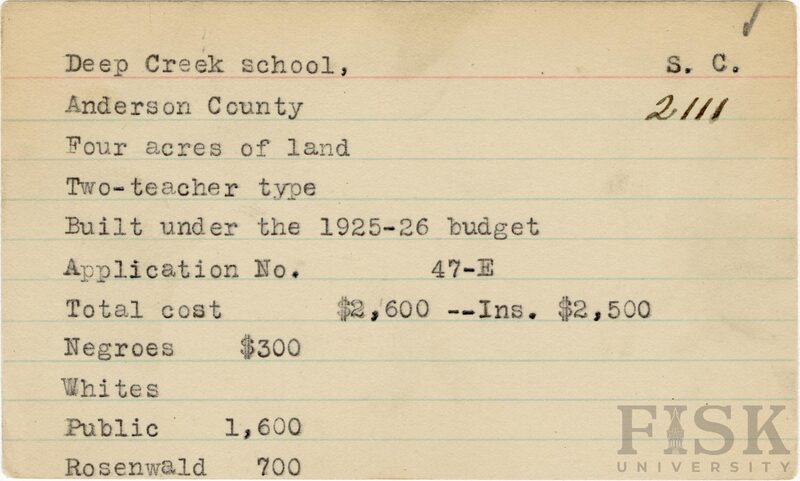 Deep Creek school, S. C.
Anderson County 2111
Four acres of land
Two-teacher type
Built under the 1925-26 budget
Application No. 47-E
Total cost $2,600 --Ins. $2,500
Negroes $300
Whites
Public 1,600
Rosenwald 700
FISK
UNIVERSITY